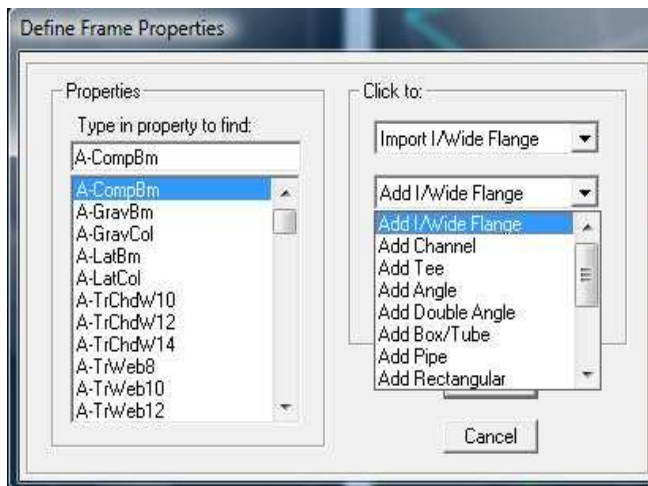 Define Frame Properties
Properties
Type in property to find:
A-CompBm
A-CompBm
A-GravBm
A-GravCol
A-LatBm
A-LatCol
A-TrChdW10
A-TrChdW12
A-TrChdW14
A-TrWeb8
A-TrWeb10
A-TrWeb12
Click to:
Import I/Wide Flange
Add I/Wide Flange
Add I/Wide Flange
Add Channel
Add Tee
Add Angle
Add Double Angle
Add Box/Tube
Add Pipe
Add Rectangular
Cancel